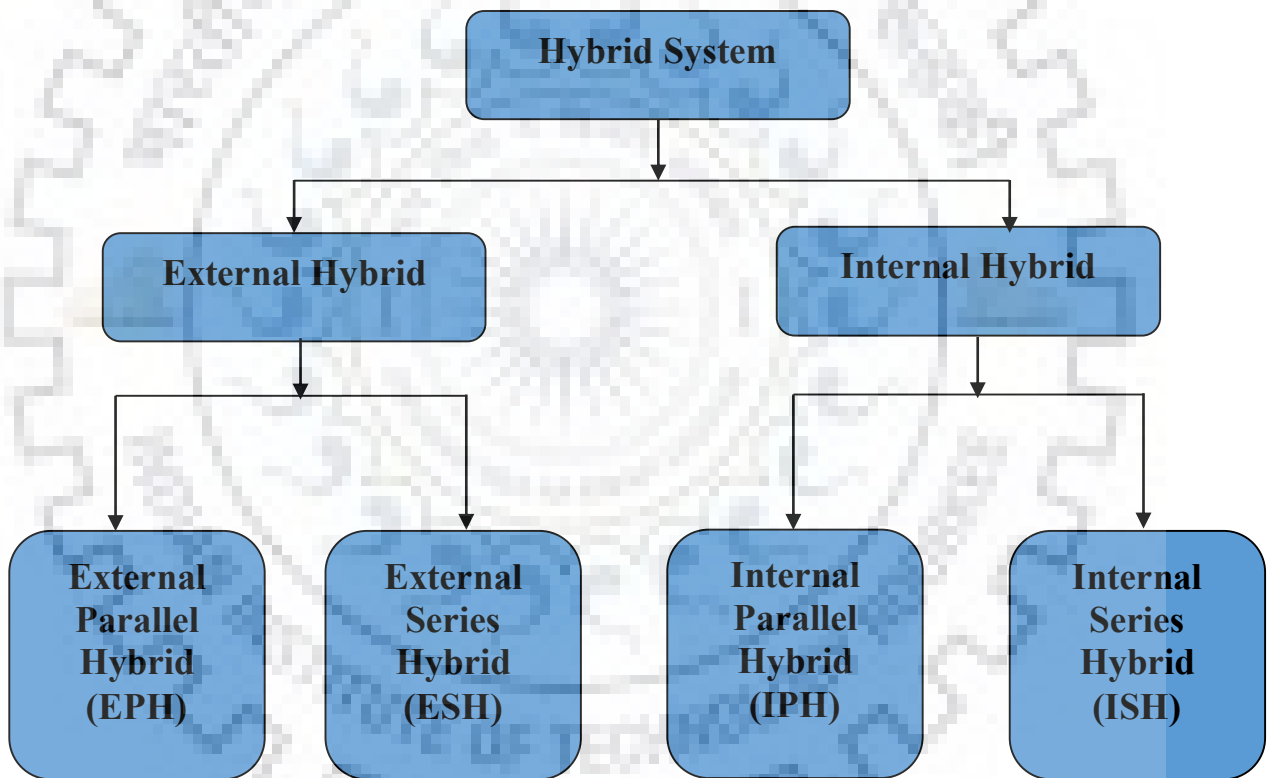 Hybrid System
External Hybrid
Internal Hybrid
External
Parallel
Hybrid
(EPH)
External
Series
Hybrid
(ESH)
Internal
Parallel
Hybrid
(IPH)
Internal
Series
Hybrid
(ISH)